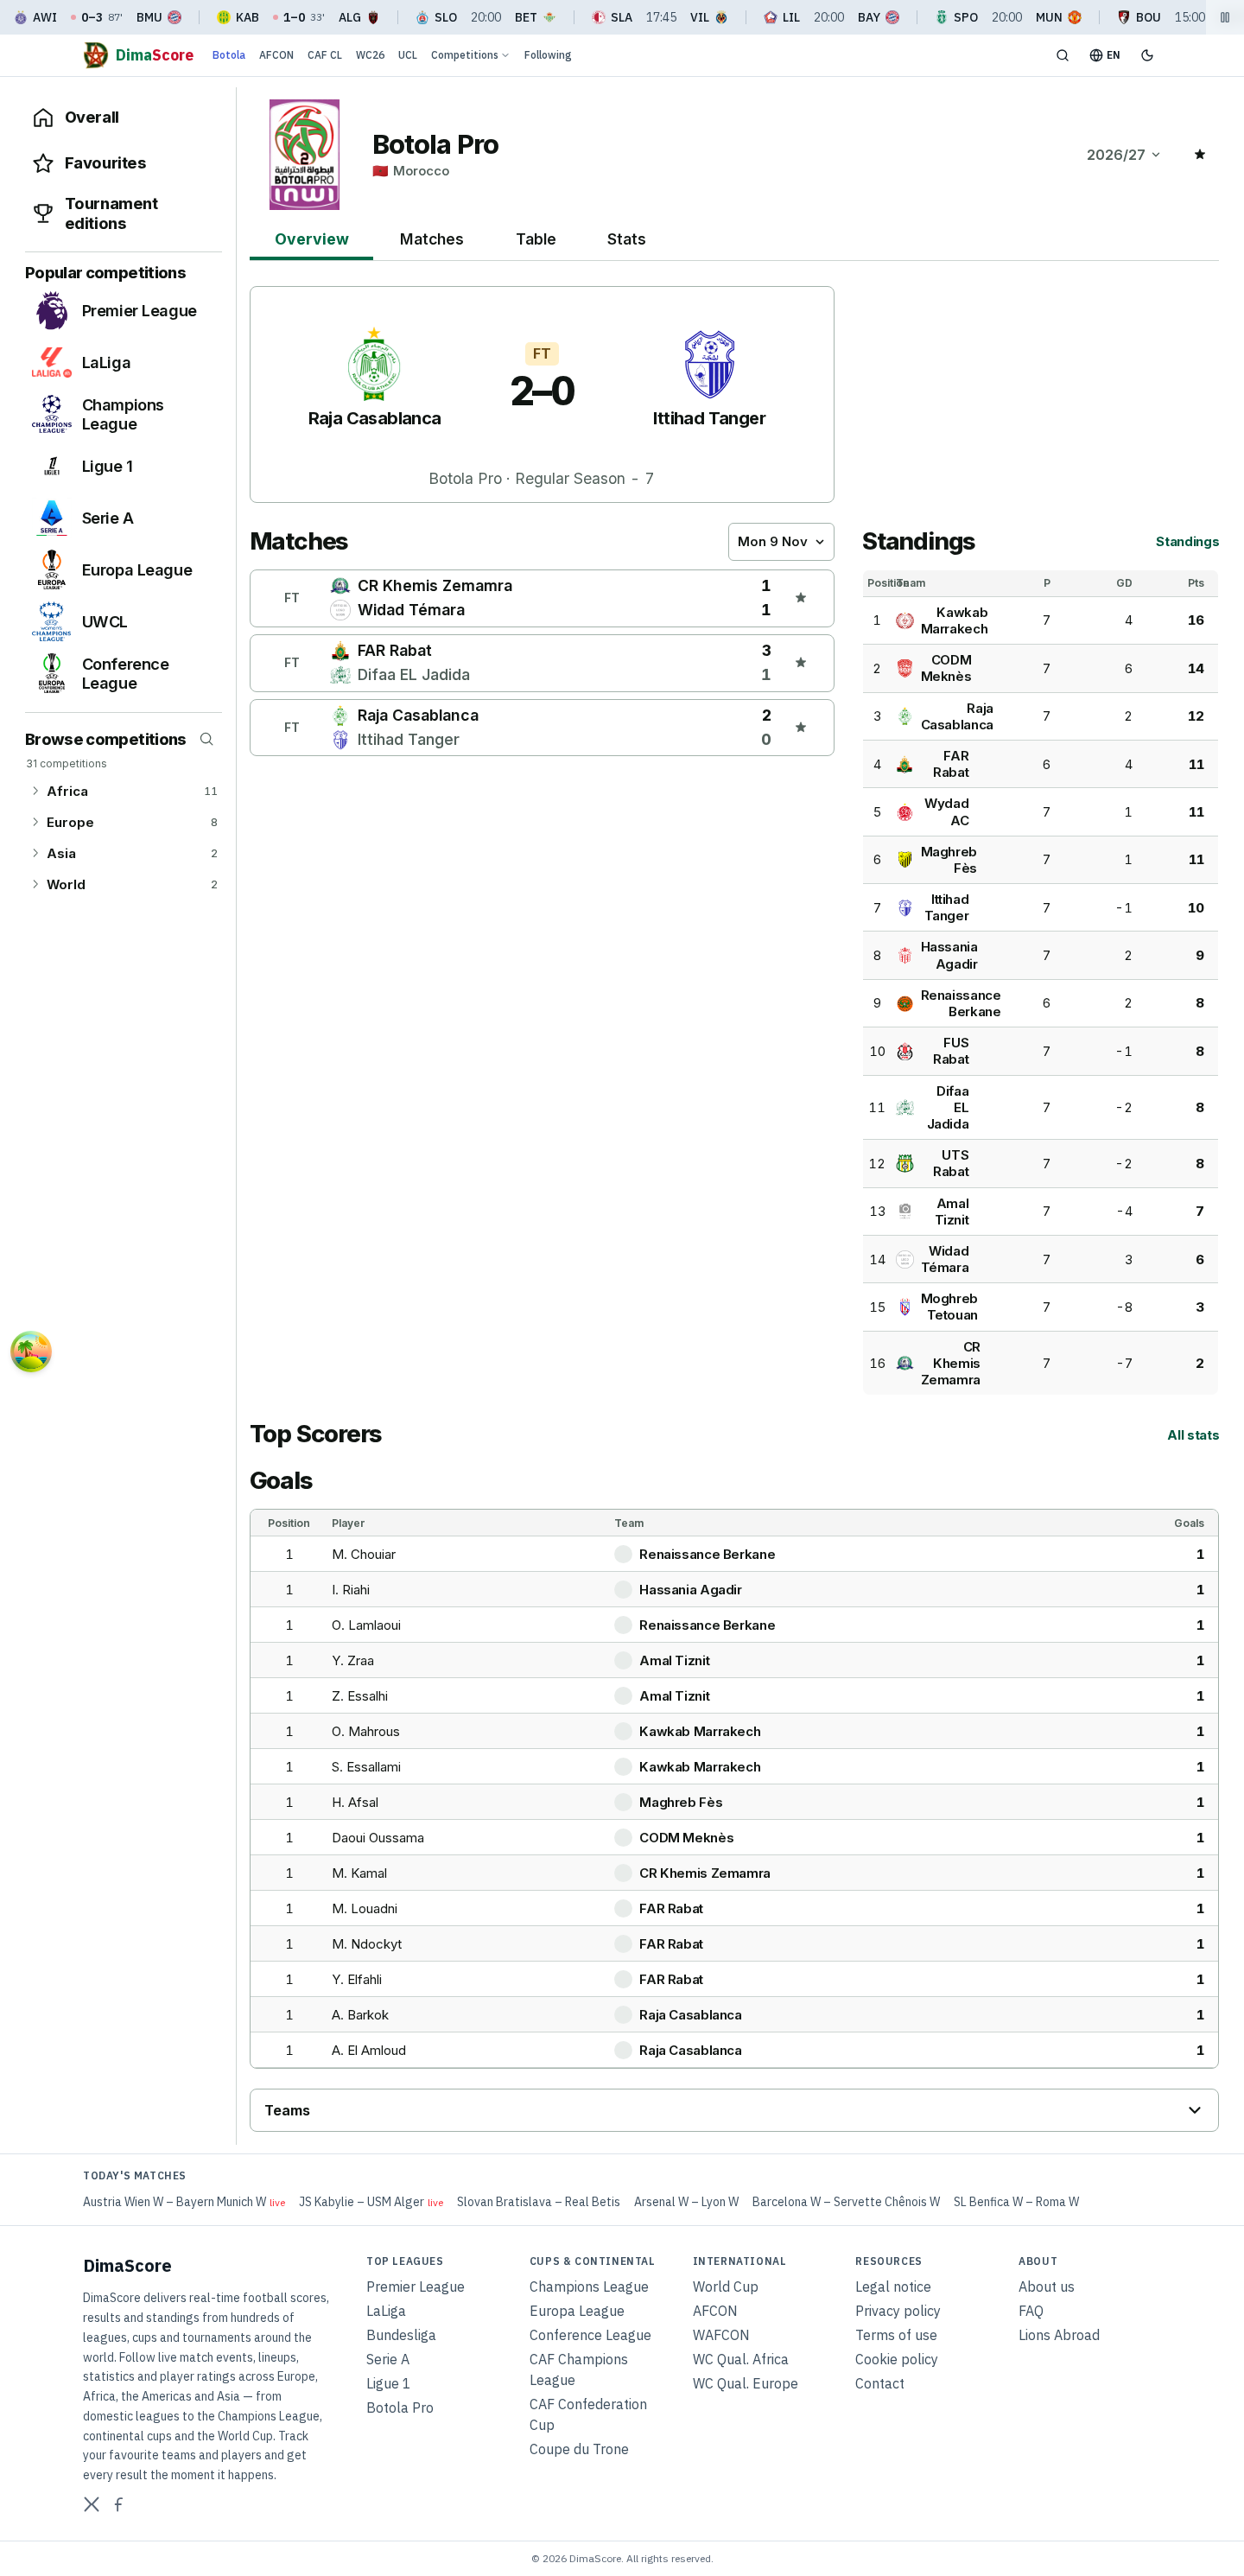 AWI 0–3 87' BMU KAB 1–0 33' ALG SLO 20:00 BET SLA 17:45 VIL LIL 20:00 BAY SPO 20:00 MUN BOU 15:00
DimaScore Botola AFCON CAF CL WC26 UCL Competitions Following EN
Overall
Favourites
Tournament
editions
Popular competitions
Premier League
LaLiga
Champions
League
Ligue 1
Serie A
Europa League
UWCL
Conference
League
Browse competitions
31 competitions
Africa 11
Europe 8
Asia 2
World 2
BOTOLA PRO
inwi
Botola Pro
Morocco
2026/27
Overview Matches Table Stats
Raja Casablanca
FT
2–0
Ittihad Tanger
Botola Pro · Regular Season - 7
Matches
Mon 9 Nov
FT
CR Khemis Zemamra 1
Widad Témara 1
FT
FAR Rabat 3
Difaa EL Jadida 1
FT
Raja Casablanca 2
Ittihad Tanger 0
Standings
Standings
Position Team P GD Pts
1 Kawkab Marrakech 7 4 16
2 CODM Meknès 7 6 14
3 Raja Casablanca 7 2 12
4 FAR Rabat 6 4 11
5 Wydad AC 7 1 11
6 Maghreb Fès 7 1 11
7 Ittihad Tanger 7 -1 10
8 Hassania Agadir 7 2 9
9 Renaissance Berkane 6 2 8
10 FUS Rabat 7 -1 8
11 Difaa EL Jadida 7 -2 8
12 UTS Rabat 7 -2 8
13 Amal Tiznit 7 -4 7
14 Widad Témara 7 3 6
15 Moghreb Tetouan 7 -8 3
16 CR Khemis Zemamra 7 -7 2
Top Scorers
All stats
Goals
Position Player Team Goals
1 M. Chouiar Renaissance Berkane 1
1 I. Riahi Hassania Agadir 1
1 O. Lamlaoui Renaissance Berkane 1
1 Y. Zraa Amal Tiznit 1
1 Z. Essalhi Amal Tiznit 1
1 O. Mahrous Kawkab Marrakech 1
1 S. Essallami Kawkab Marrakech 1
1 H. Afsal Maghreb Fès 1
1 Daoui Oussama CODM Meknès 1
1 M. Kamal CR Khemis Zemamra 1
1 M. Louadni FAR Rabat 1
1 M. Ndockyt FAR Rabat 1
1 Y. Elfahli FAR Rabat 1
1 A. Barkok Raja Casablanca 1
1 A. El Amloud Raja Casablanca 1
Teams
TODAY'S MATCHES
Austria Wien W – Bayern Munich W live JS Kabylie – USM Alger live Slovan Bratislava – Real Betis Arsenal W – Lyon W Barcelona W – Servette Chênois W SL Benfica W – Roma W
DimaScore
DimaScore delivers real-time football stores,
results and standings from hundreds of
leagues, cups and tournaments around the
world. Follow live match events, lineups,
statistics and player ratings across Europe,
Africa, the Americas and Asia — from
domestic leagues to the Champions League,
continental cups and the World Cup. Track
your favourite teams and players and get
every result the moment it happens.
TOP LEAGUES
Premier League
LaLiga
Bundesliga
Serie A
Ligue 1
Botola Pro
CUPS & CONTINENTAL
Champions League
Europa League
Conference League
CAF Champions
League
CAF Confederation
Cup
Coupe du Trone
INTERNATIONAL
World Cup
AFCON
WAFCON
WC Qual. Africa
WC Qual. Europe
RESOURCES
Legal notice
Privacy policy
Terms of use
Cookie policy
Contact
ABOUT
About us
FAQ
Lions Abroad
© 2026 DimaScore. All rights reserved.